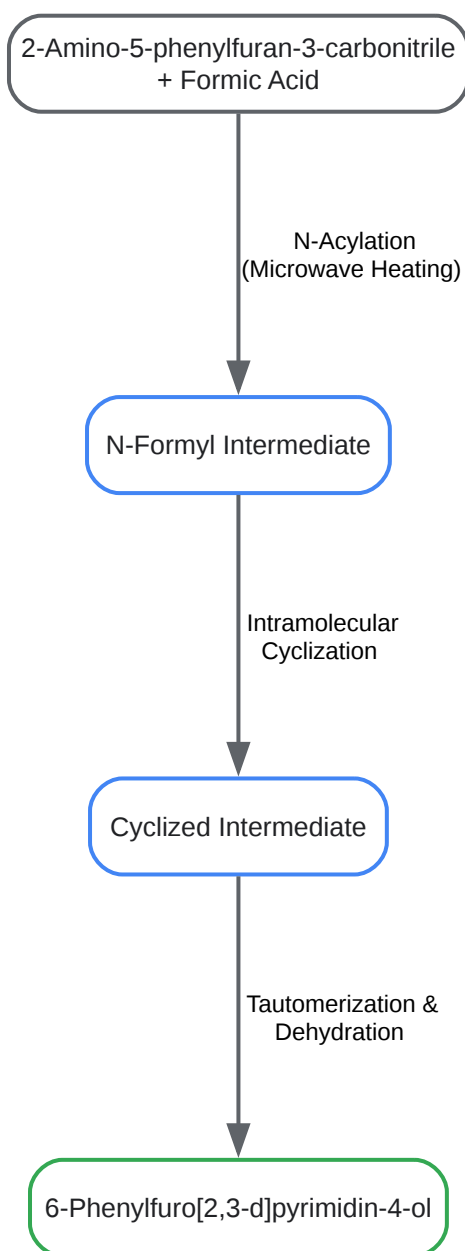 2-Amino-5-phenylfuran-3-carbonitrile
+ Formic Acid
N-Acylation
(Microwave Heating)
N-Formyl Intermediate
Intramolecular
Cyclization
Cyclized Intermediate
Tautomerization &
Dehydration
6-Phenylfuro[2,3-d]pyrimidin-4-ol